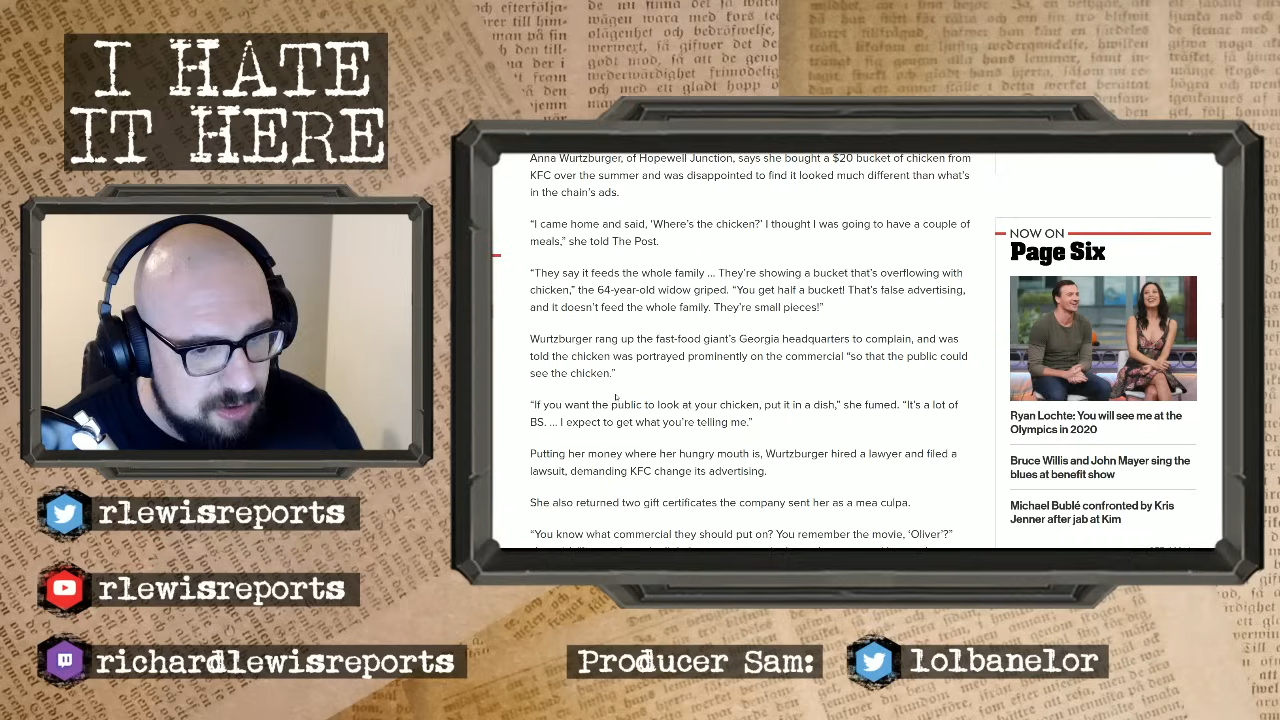 I HATE
IT HERE
Anna Wurtzburger, of Hopewell Junction, says she bought a $20 bucket of chicken from
KFC over the summer and was disappointed to find it looked much different than what's
in the chain's ads.
“I came home and said, ‘Where's the chicken?’ I thought I was going to have a couple of
meals,” she told The Post.
“They say it feeds the whole family ... They're showing a bucket that's overflowing with
chicken,” the 64-year-old widow griped. “You get half a bucket! That's false advertising,
and it doesn't feed the whole family. They're small pieces!”
Wurtzburger rang up the fast-food giant's Georgia headquarters to complain, and was
told the chicken was portrayed prominently on the commercial “so that the public could
see the chicken.”
“If you want the public to look at your chicken, put it in a dish,” she fumed. “It's a lot of
BS. ... I expect to get what you're telling me.”
Putting her money where her hungry mouth is, Wurtzburger hired a lawyer and filed a
lawsuit, demanding KFC change its advertising.
She also returned two gift certificates the company sent her as a mea culpa.
“You know what commercial they should put on? You remember the movie, ‘Oliver’?”
NOW ON
Page Six
Ryan Lochte: You will see me at the
Olympics in 2020
Bruce Willis and John Mayer sing the
blues at benefit show
Michael Bublé confronted by Kris
Jenner after jab at Kim
rlewisreports
rlewisreports
richardlewisreports
Producer Sam:
lolbanelor